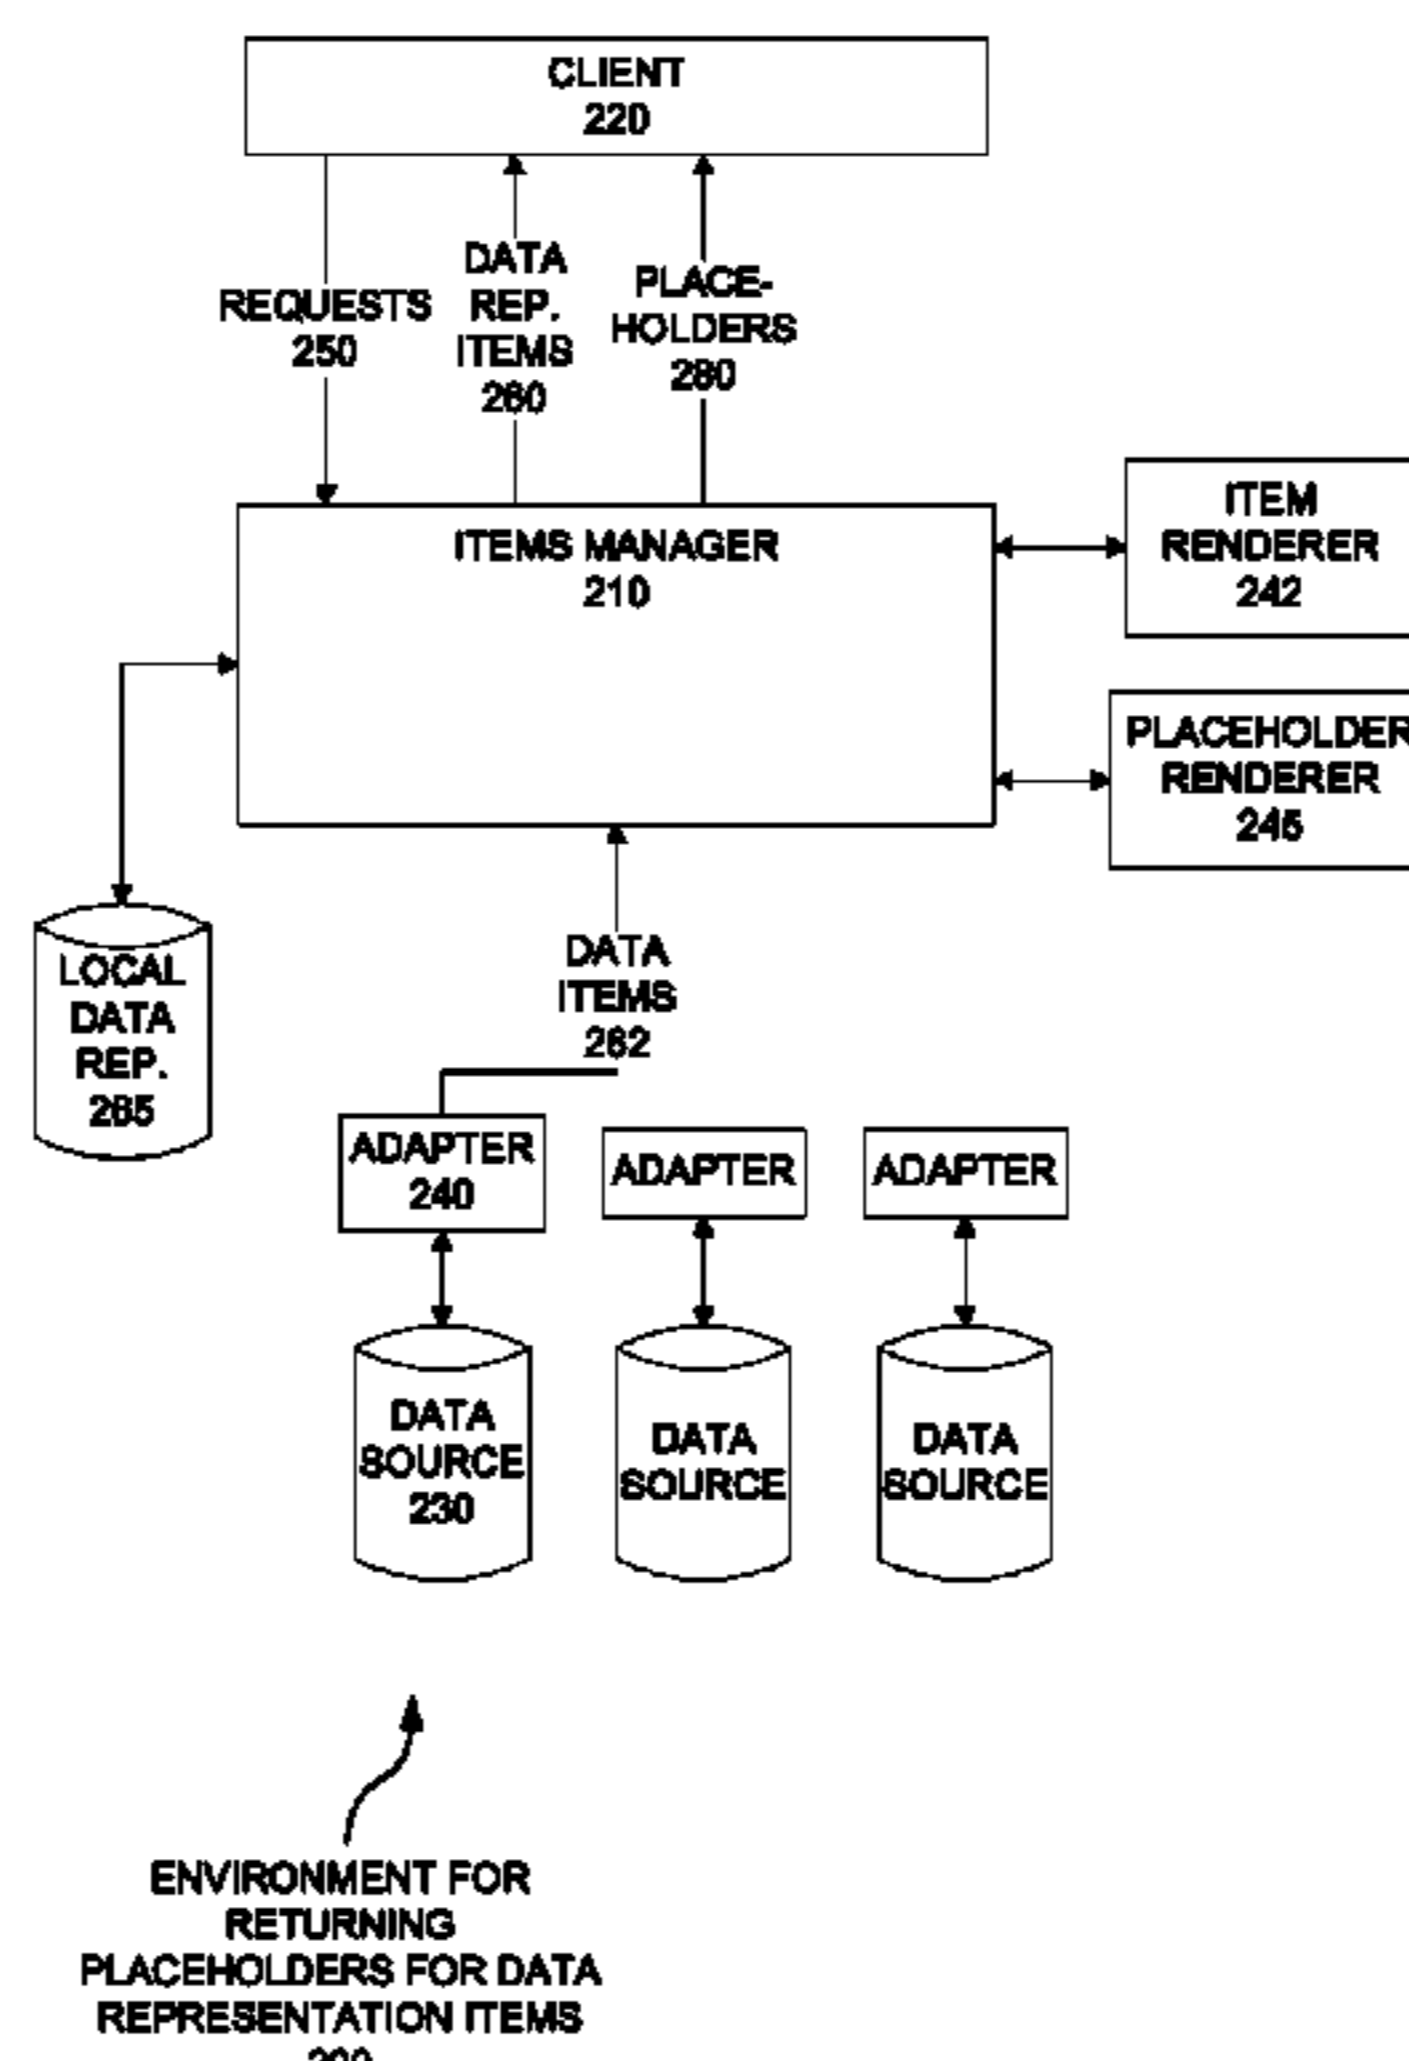 CLIENT
220
REQUESTS
250
DATA
REP.
ITEMS
260
PLACE-
HOLDERS
280
ITEMS MANAGER
210
ITEM
RENDERER
242
PLACEHOLDER
RENDERER
245
LOCAL
DATA
REP.
265
DATA
ITEMS
262
ADAPTER
240
ADAPTER
ADAPTER
DATA
SOURCE
230
DATA
SOURCE
DATA
SOURCE
ENVIRONMENT FOR
RETURNING
PLACEHOLDERS FOR DATA
REPRESENTATION ITEMS